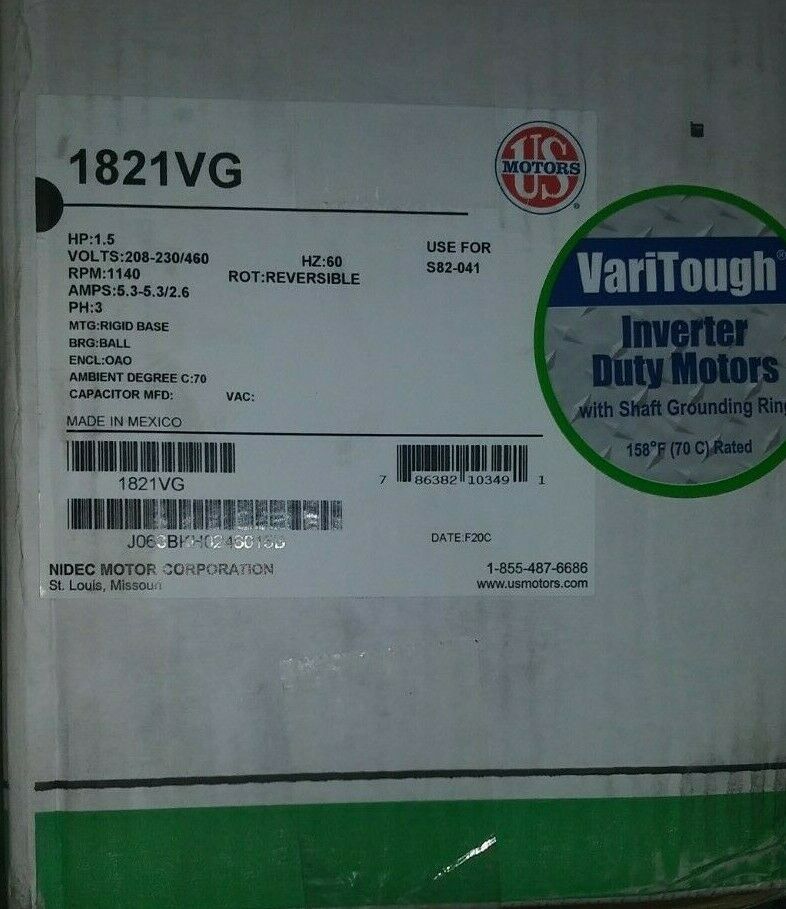 1821VG
US
MOTORS
®
HP:1.5
VOLTS:208-230/460 HZ:60
RPM:1140 ROT:REVERSIBLE
AMPS:5.3-5.3/2.6
PH:3
MTG:RIGID BASE
BRG:BALL
ENCL:OAO
AMBIENT DEGREE C:70
CAPACITOR MFD: VAC:
USE FOR
S82-041
MADE IN MEXICO
VariTough®
Inverter
Duty Motors
with Shaft Grounding Ring
158°F (70 C) Rated
1821VG
7 86382 10349 1
DATE:F20C
NIDEC MOTOR CORPORATION
St. Louis, Missouri
1-855-487-6686
www.usmotors.com